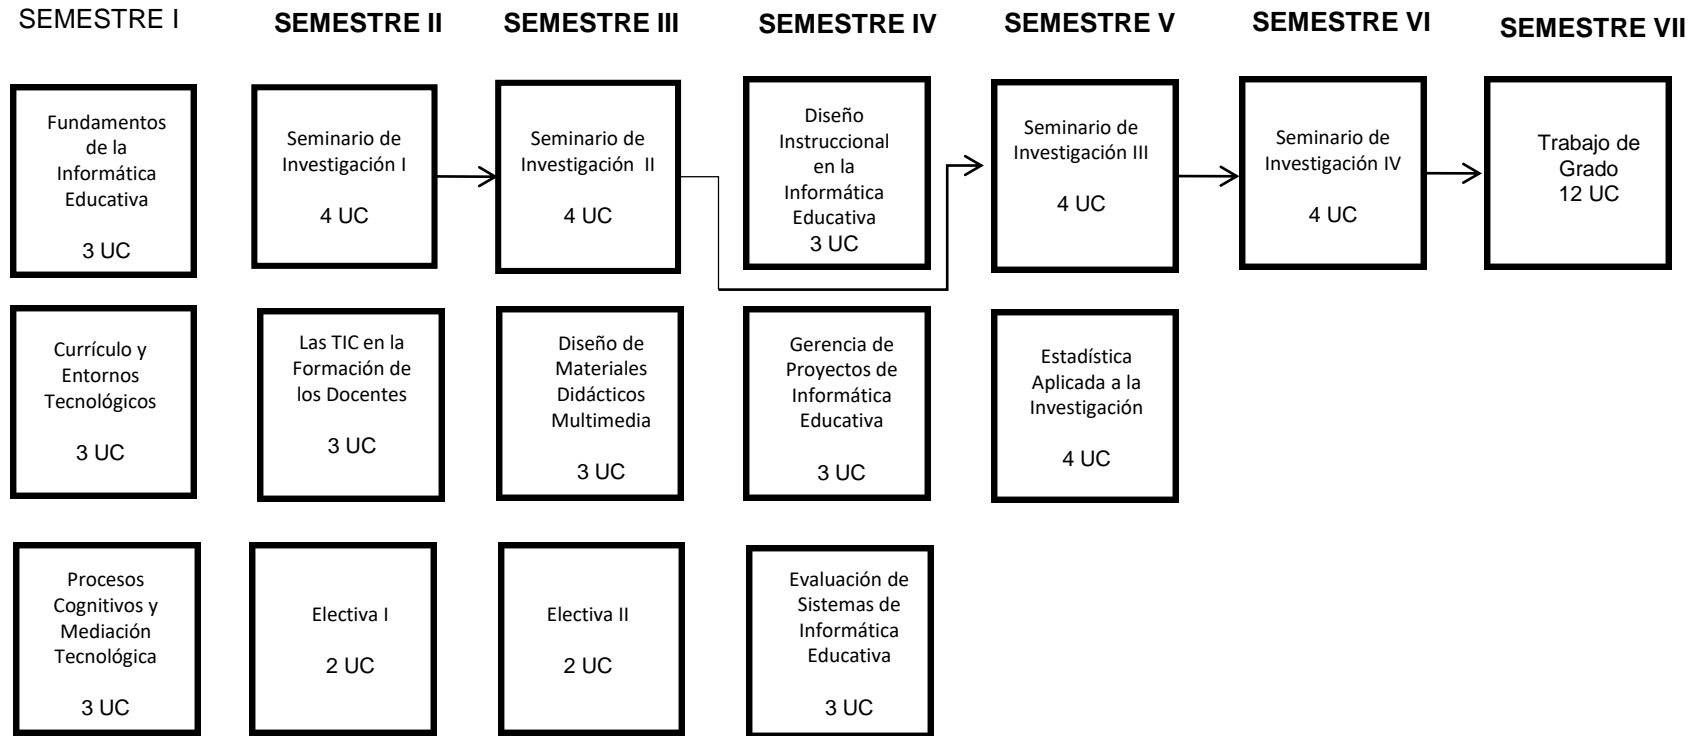 SEMESTRE I
SEMESTRE II
SEMESTRE III
SEMESTRE IV
SEMESTRE V
SEMESTRE VI
SEMESTRE VII
Fundamentos
de la
Informática
Educativa
3 UC
Seminario de
Investigación I
4 UC
Seminario de
Investigación II
4 UC
Diseño
Instruccional
en la
Informática
Educativa
3 UC
Seminario de
Investigación III
4 UC
Seminario de
Investigación IV
4 UC
Trabajo de
Grado
12 UC
Currículo y
Entornos
Tecnológicos
3 UC
Las TIC en la
Formación de
los Docentes
3 UC
Diseño de
Materiales
Didácticos
Multimedia
3 UC
Gerencia de
Proyectos de
Informática
Educativa
3 UC
Estadística
Aplicada a la
Investigación
4 UC
Procesos
Cognitivos y
Mediación
Tecnológica
3 UC
Electiva I
2 UC
Electiva II
2 UC
Evaluación de
Sistemas de
Informática
Educativa
3 UC